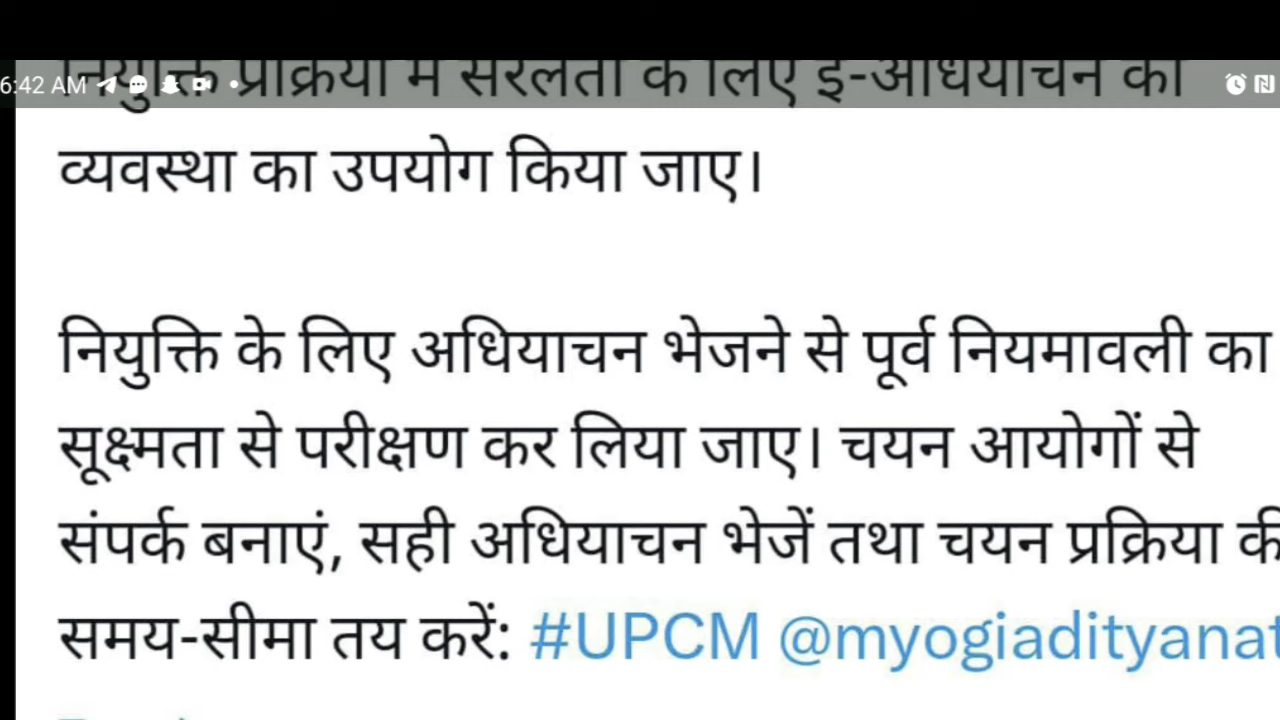 6:42 AM
नियुक्ति प्रक्रिया में सरलता के लिए ई-अधियाचन की
व्यवस्था का उपयोग किया जाए।
नियुक्ति के लिए अधियाचन भेजने से पूर्व नियमावली का
सूक्ष्मता से परीक्षण कर लिया जाए। चयन आयोगों से
संपर्क बनाएं, सही अधियाचन भेजें तथा चयन प्रक्रिया की
समय-सीमा तय करें: #UPCM @myogiadityanat